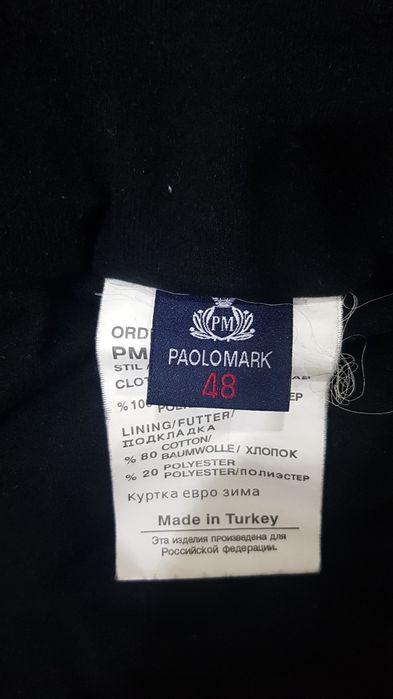 PM
PAOLOMARK
48
ORD
PM
STIL /
CLOT
% 100
LINING/FUTTER/
ПОДКЛАДКА
COTTON/
% 80 BAUMWOLLE/ ХЛОПОК
% 20 POLYESTER
POLYESTER/ПОЛИЭСТЕР
Куртка евро зима
Made in Turkey
Эта изделия произведена для
Российской федерации.